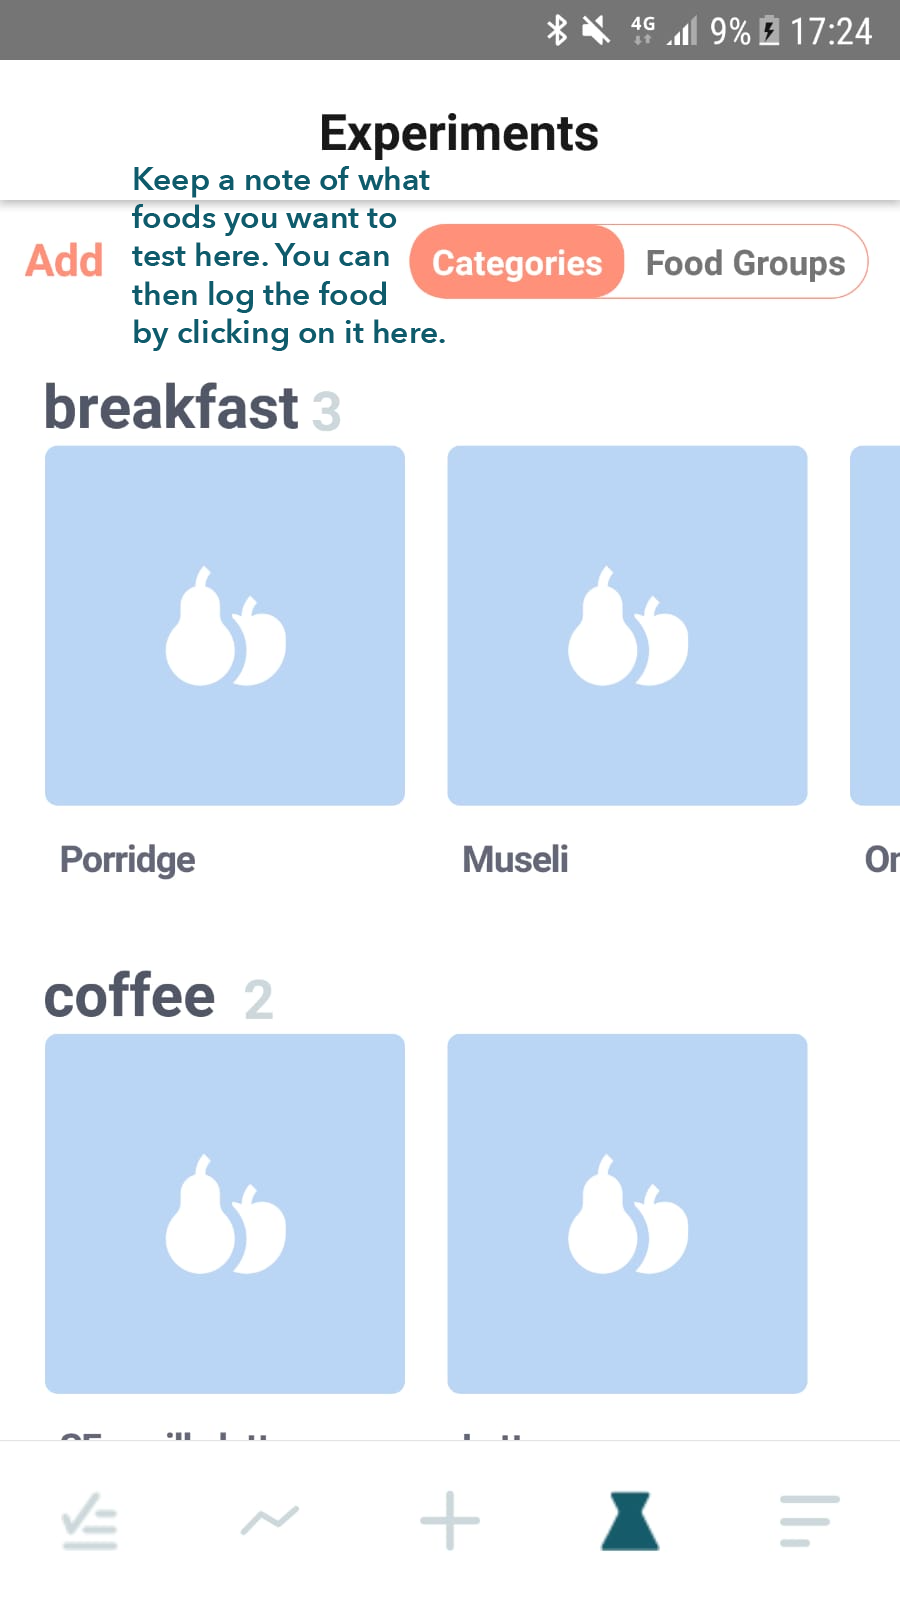 4G 9% 17:24
Experiments
Keep a note of what
foods you want to
test here. You can
then log the food
by clicking on it here.
Add
Categories Food Groups
breakfast 3
Porridge Museli
coffee 2